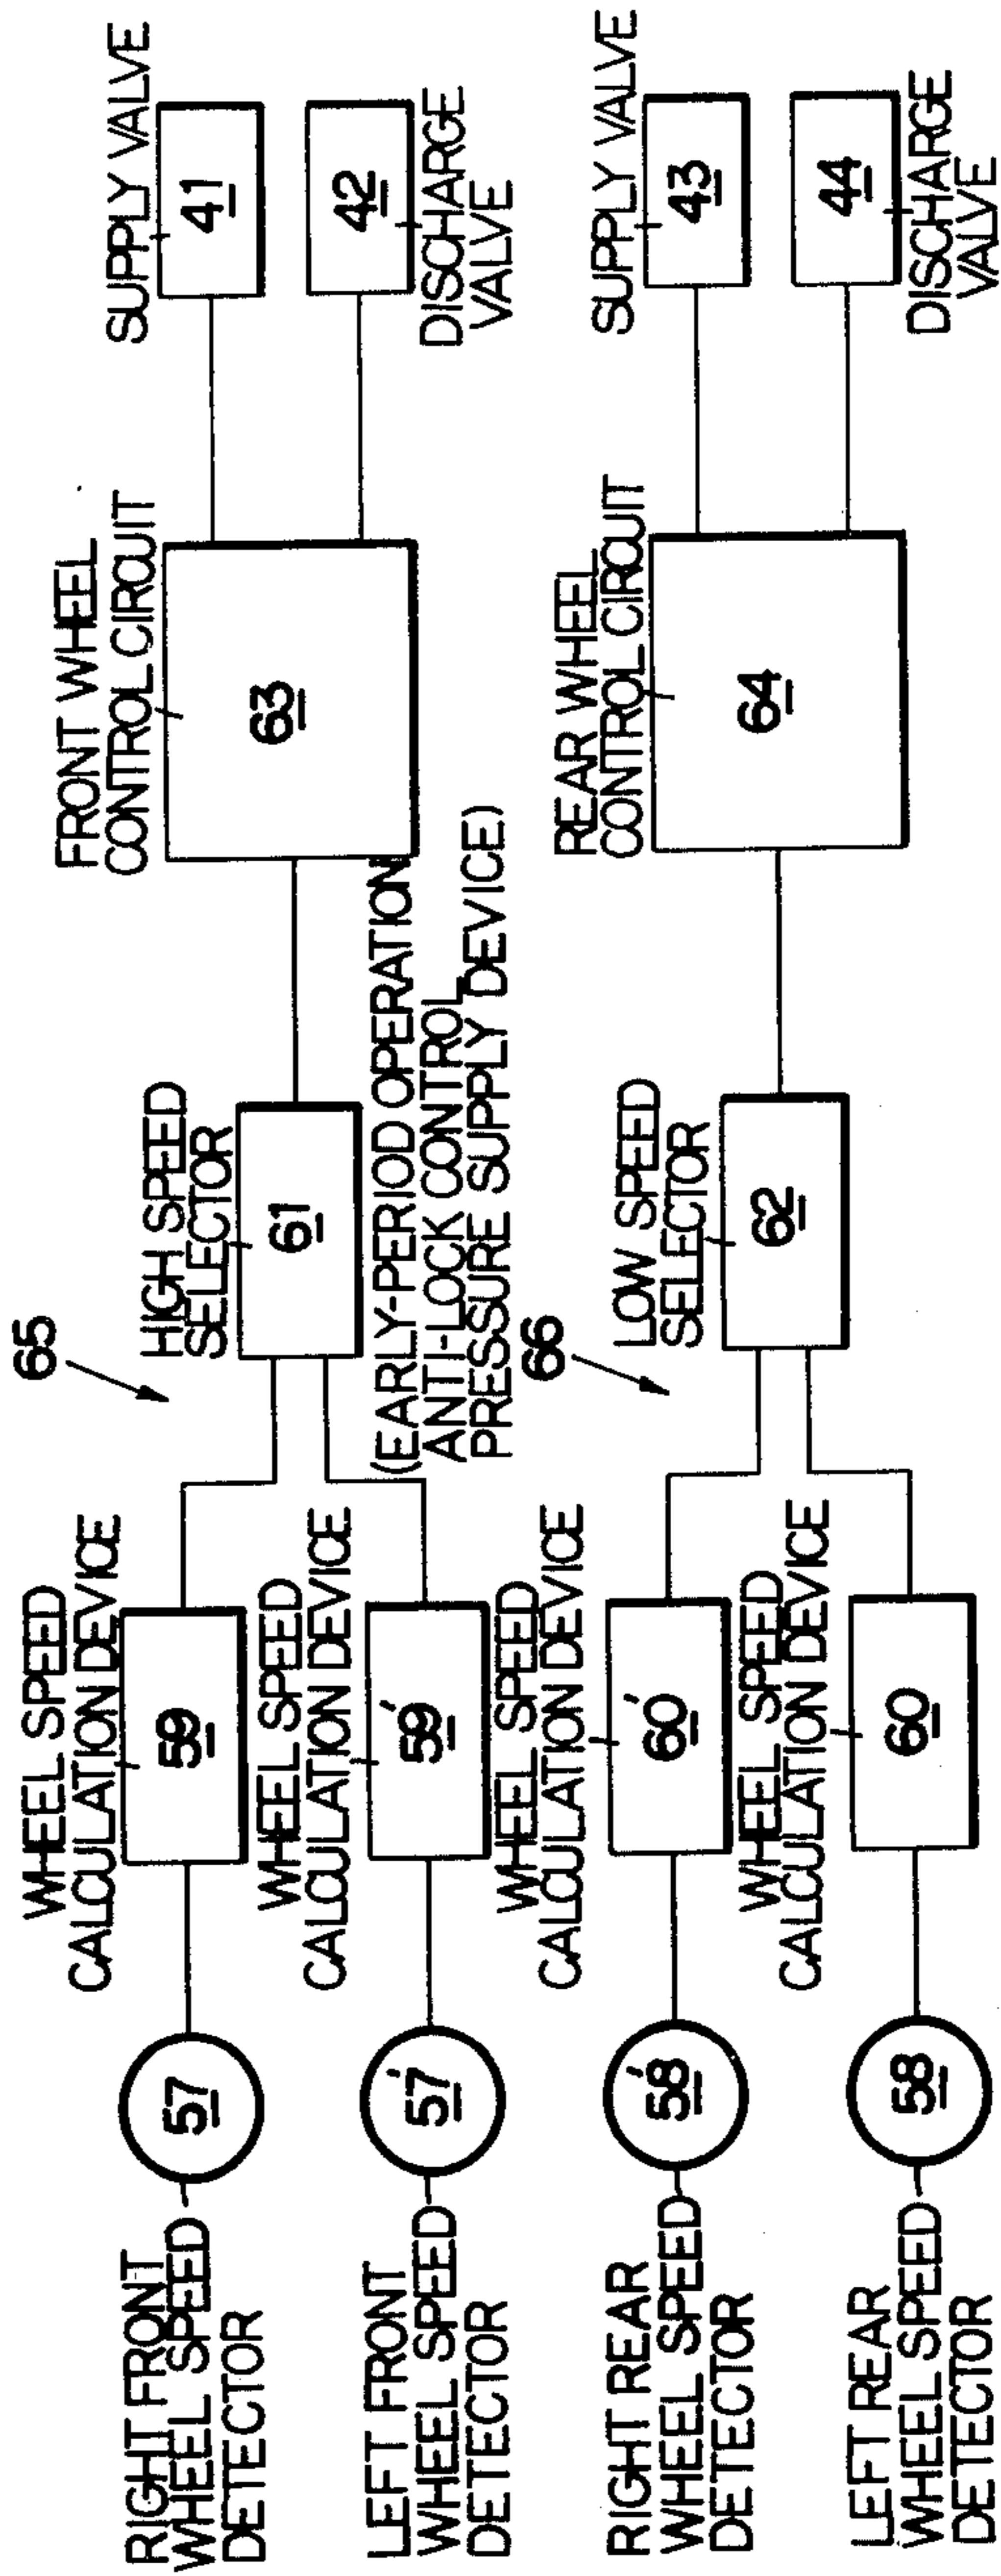 RIGHT FRONT
WHEEL SPEED
DETECTOR
57
WHEEL SPEED
CALCULATION DEVICE
59
65
HIGH SPEED
SELECTOR
61
FRONT WHEEL
CONTROL CIRCUIT
63
SUPPLY VALVE
41
42
DISCHARGE
VALVE
LEFT FRONT
WHEEL SPEED
DETECTOR
57'
WHEEL SPEED
CALCULATION DEVICE
59'
(EARLY-PERIOD OPERATION
ANTI-LOCK CONTROL
PRESSURE SUPPLY DEVICE)
RIGHT REAR
WHEEL SPEED
DETECTOR
58'
WHEEL SPEED
CALCULATION DEVICE
60'
66
LOW SPEED
SELECTOR
62
REAR WHEEL
CONTROL CIRCUIT
64
SUPPLY VALVE
43
44
DISCHARGE
VALVE
LEFT REAR
WHEEL SPEED
DETECTOR
58
WHEEL SPEED
CALCULATION DEVICE
60